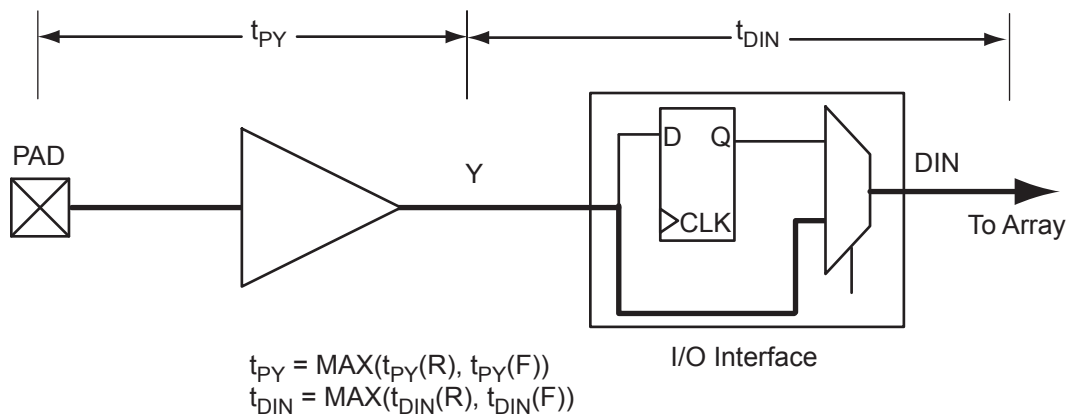 tPY
tDIN
PAD
Y
D
Q
CLK
DIN
To Array
I/O Interface
tPY = MAX(tPY(R), tPY(F))
tDIN = MAX(tDIN(R), tDIN(F))